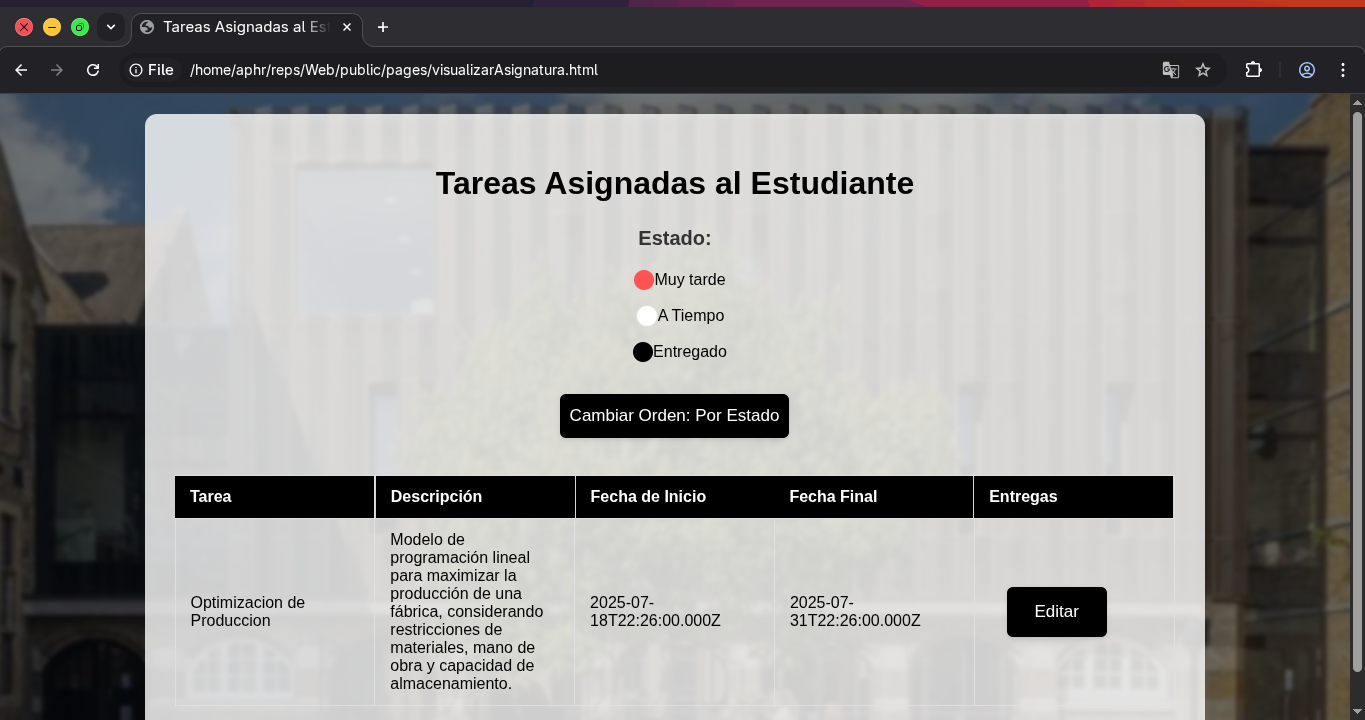 Tareas Asignadas al Es
File
/home/aphr/reps/Web/public/pages/visualizarAsignatura.html
Tareas Asignadas al Estudiante
Estado:
Muy tarde
A Tiempo
Entregado
Cambiar Orden: Por Estado
Tarea
Descripción
Fecha de Inicio
Fecha Final
Entregas
Optimizacion de
Produccion
Modelo de
programación lineal
para maximizar la
producción de una
fábrica, considerando
restricciones de
materiales, mano de
obra y capacidad de
almacenamiento.
2025-07-
18T22:26:00.000Z
2025-07-
31T22:26:00.000Z
Editar